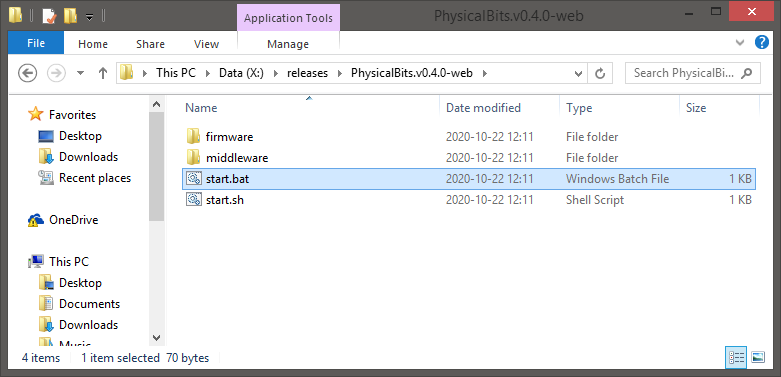 Application Tools
PhysicalBits.v0.4.0-web
File Home Share View Manage
This PC Data (X:) releases PhysicalBits.v0.4.0-web
Search PhysicalBi...
Name Date modified Type Size
Favorites
Desktop
Downloads
Recent places
OneDrive
This PC
Desktop
Documents
Downloads
Music
firmware 2020-10-22 12:11 File folder
middleware 2020-10-22 12:11 File folder
start.bat 2020-10-22 12:11 Windows Batch File 1 KB
start.sh 2020-10-22 12:11 Shell Script 1 KB
4 items 1 item selected 70 bytes